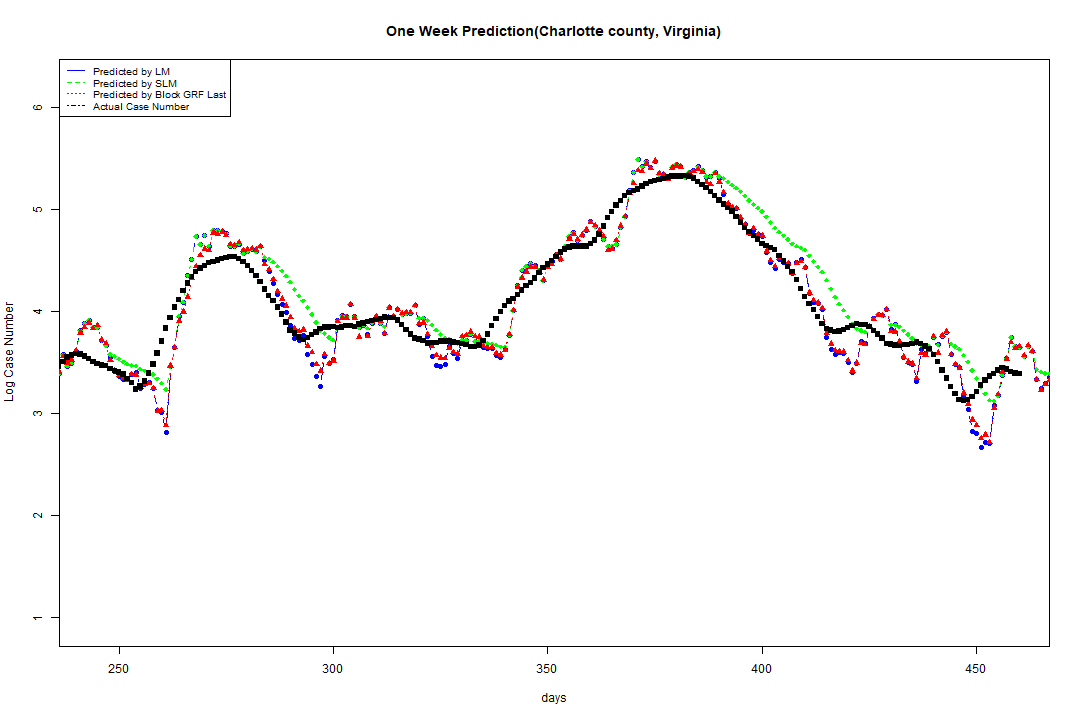 One Week Prediction(Charlotte county, Virginia)
Predicted by LM
Predicted by SLM
Predicted by Block GRF Last
Actual Case Number
Log Case Number
6
5
4
3
2
1
250 300 350 400 450
days